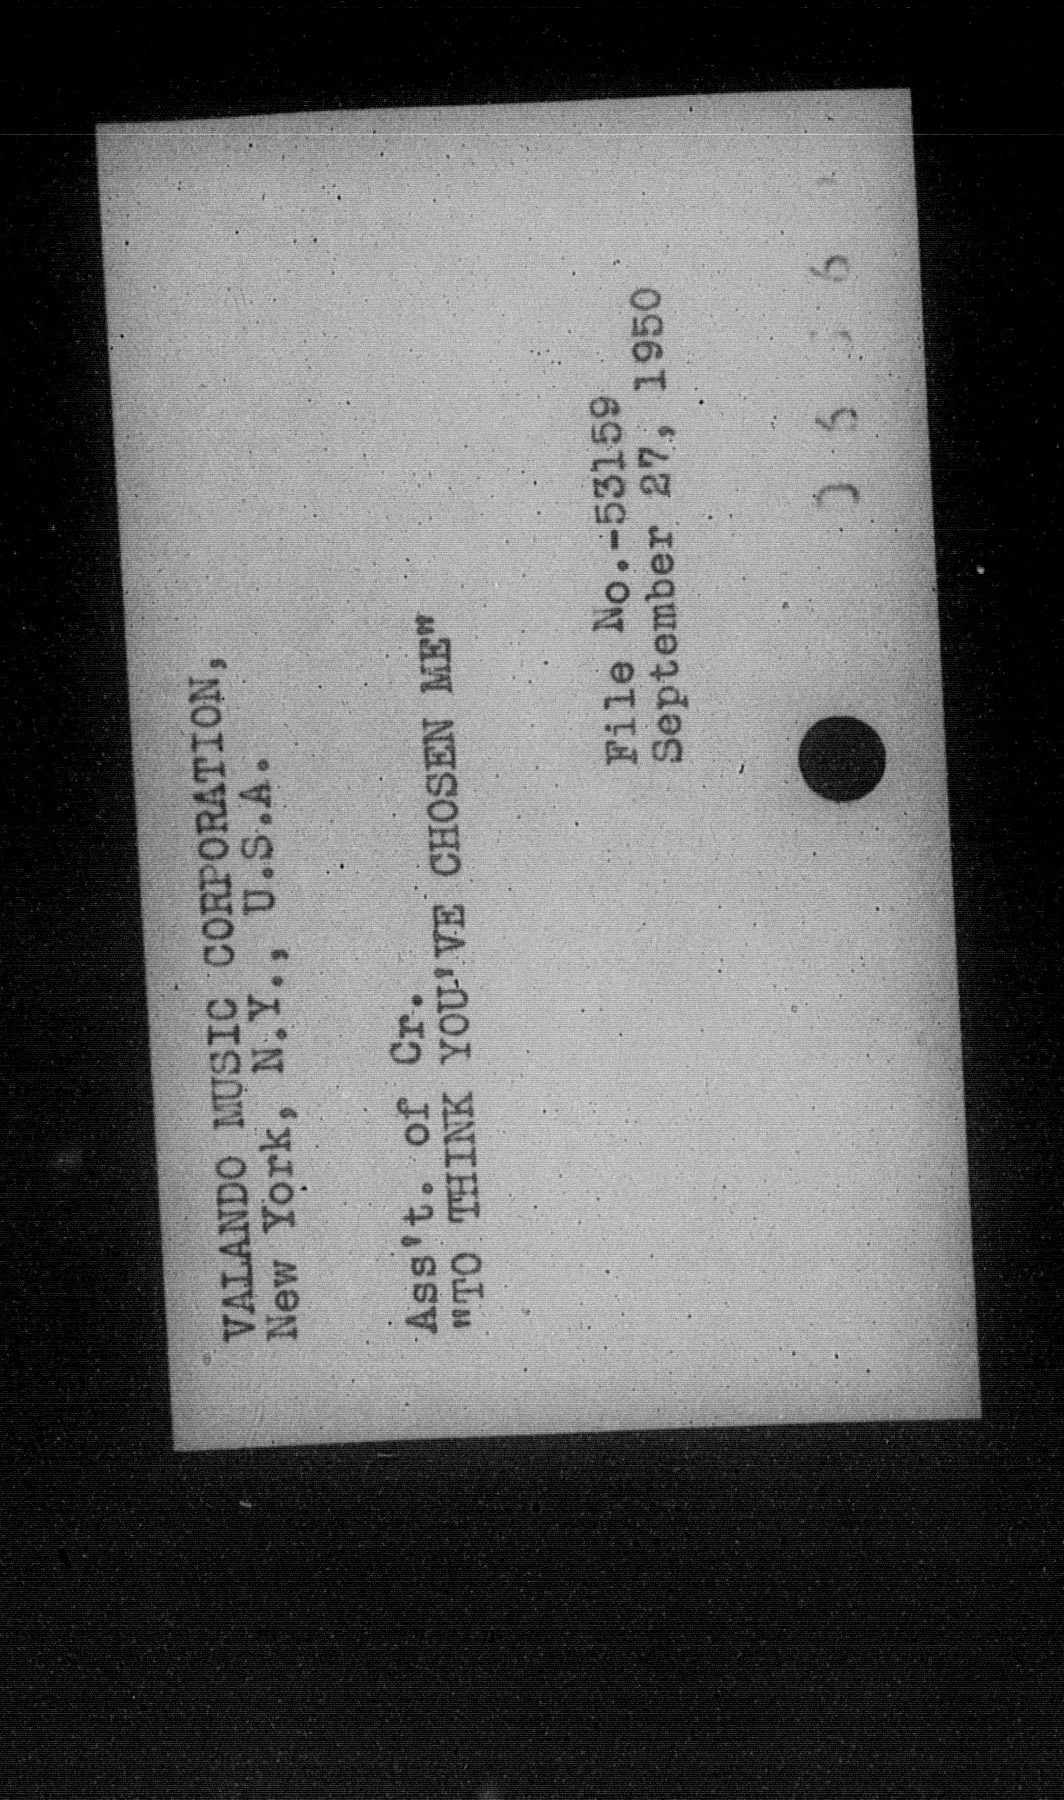 VALANDO MUSIC CORPORATION,
New York, N.Y., U.S.A.
Ass't. of Cr.
"TO THINK YOU'VE CHOSEN ME"
File No.-53159
September 27, 1950